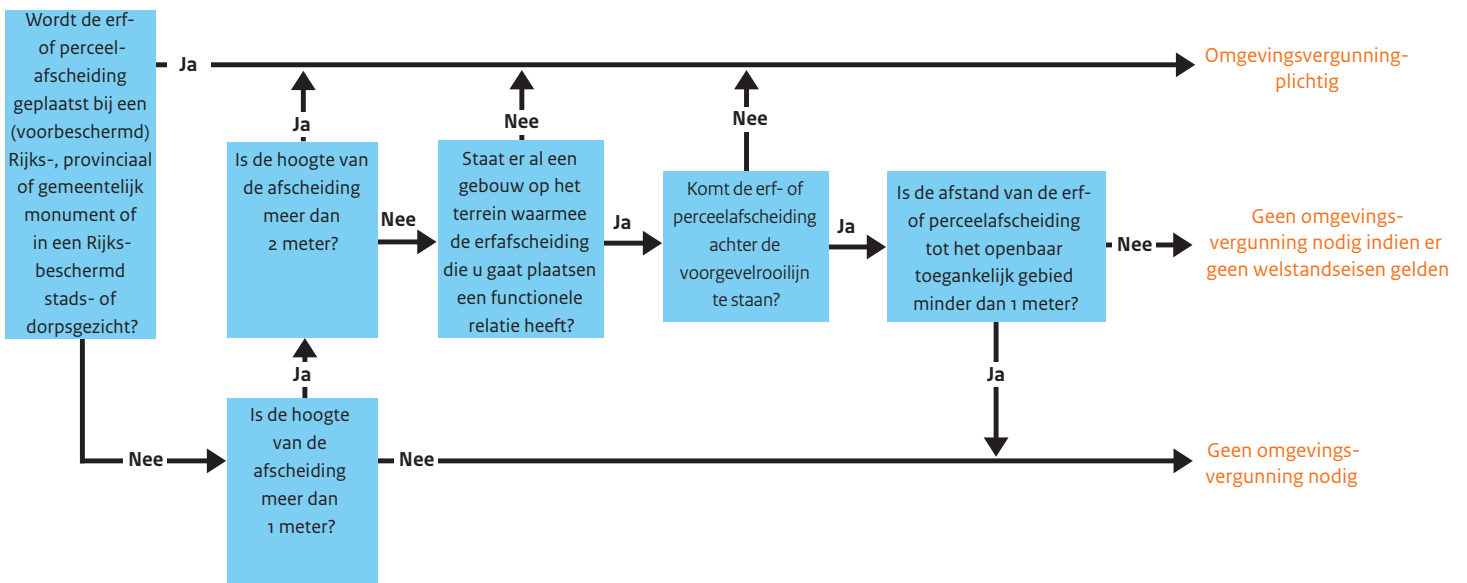 Wordt de erf-
of perceel-
afscheiding
geplaatst bij een
(voorbeschermd)
Rijks-, provinciaal
of gemeentelijk
monument of
in een Rijks-
beschermd
stads- of
dorpsgezicht?
Ja
Omgevingsvergunning-
plichtig
Ja
Is de hoogte van
de afscheiding
meer dan
2 meter?
Nee
Nee
Staat er al een
gebouw op het
terrein waarmee
de erfafscheiding
die u gaat plaatsen
een functionele
relatie heeft?
Ja
Nee
Komt de erf- of
perceelafscheiding
achter de
voorgevelrooilijn
te staan?
Ja
Is de afstand van de erf-
of perceelafscheiding
tot het openbaar
toegankelijk gebied
minder dan 1 meter?
Nee
Geen omgevings-
vergunning nodig indien er
geen welstandseisen gelden
Ja
Ja
Nee
Is de hoogte
van de
afscheiding
meer dan
1 meter?
Nee
Geen omgevings-
vergunning nodig